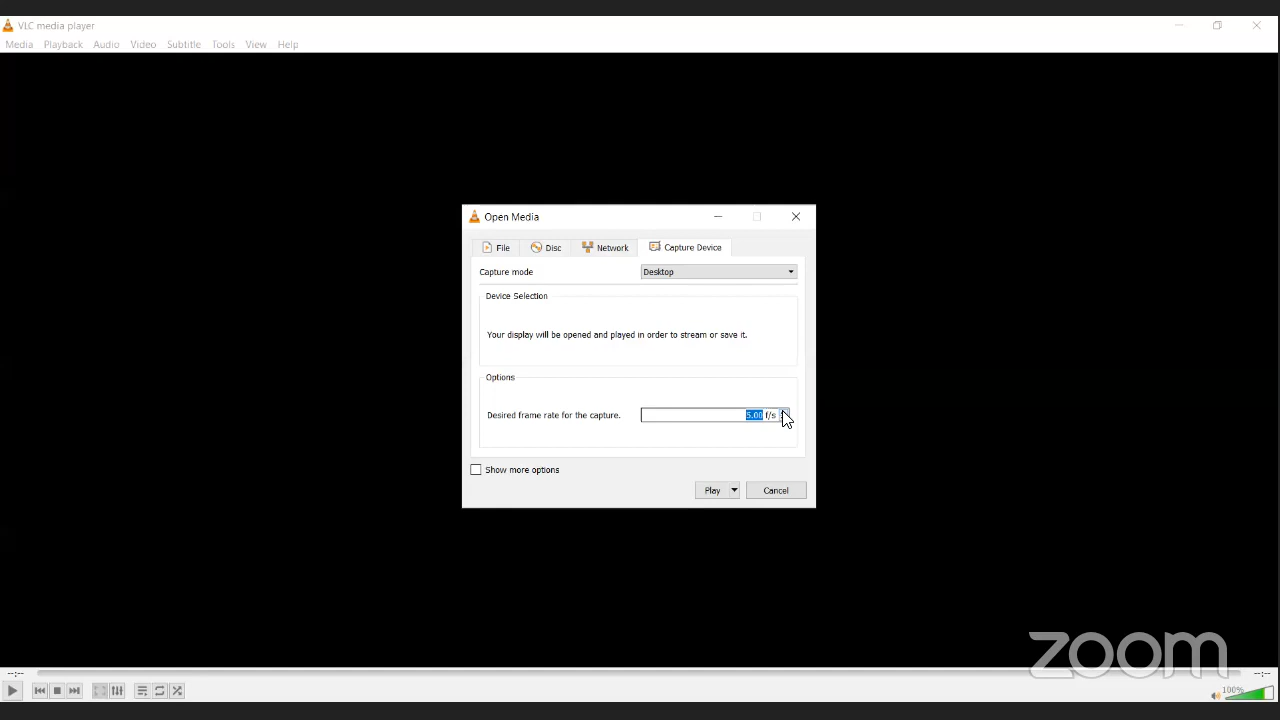 VLC media player
Media Playback Audio Video Subtitle Tools View Help
Open Media
File Disc Network Capture Device
Capture mode Desktop
Device Selection
Your display will be opened and played in order to stream or save it.
Options
Desired frame rate for the capture. 5.00 f/s
Show more options
Play Cancel
zoom
--:-- --:--
100%